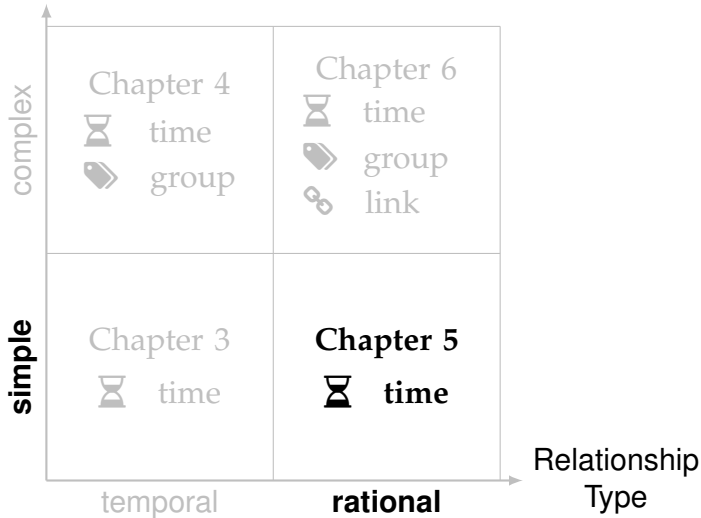 complex
Chapter 4
time
group
Chapter 6
time
group
link
simple
Chapter 3
time
Chapter 5
time
temporal
rational
Relationship
Type